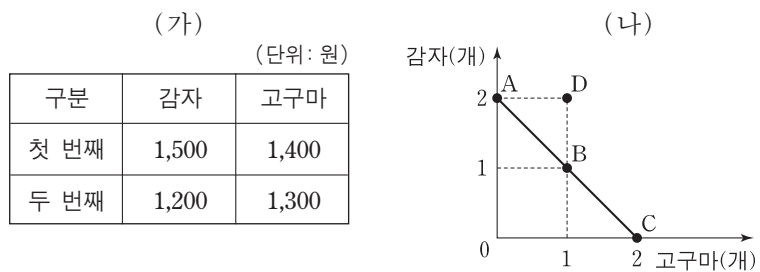 (가)
(단위: 원)
구분 감자 고구마
첫 번째 1,500 1,400
두 번째 1,200 1,300
(나)
감자(개)
A D
2
B
1
C
0 1 2 고구마(개)